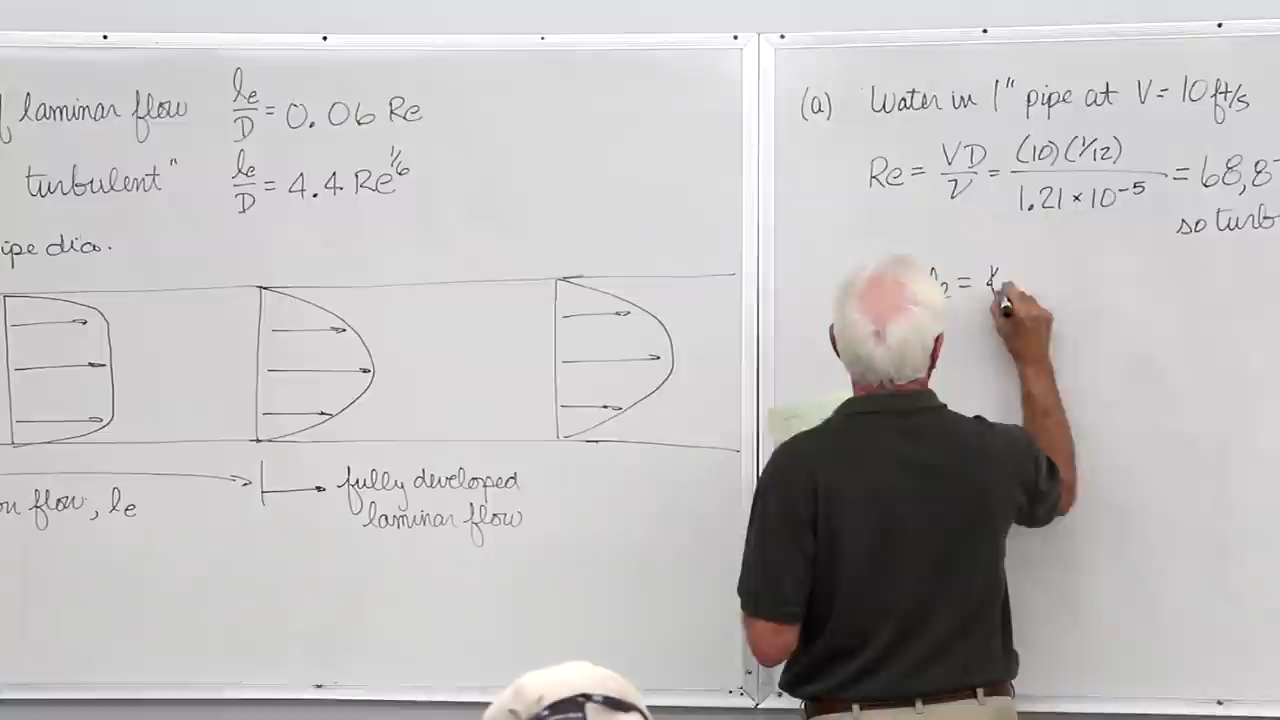 laminar flow le/D = 0.06 Re
turbulent " le/D = 4.4 Re^1/6
ipe dia.
flow, le
fully developed
laminar flow
(a) Water in 1" pipe at V = 10 ft/s
Re = VD/ν = (10)(1/12)/1.21 × 10^-5 = 68,8
so turb